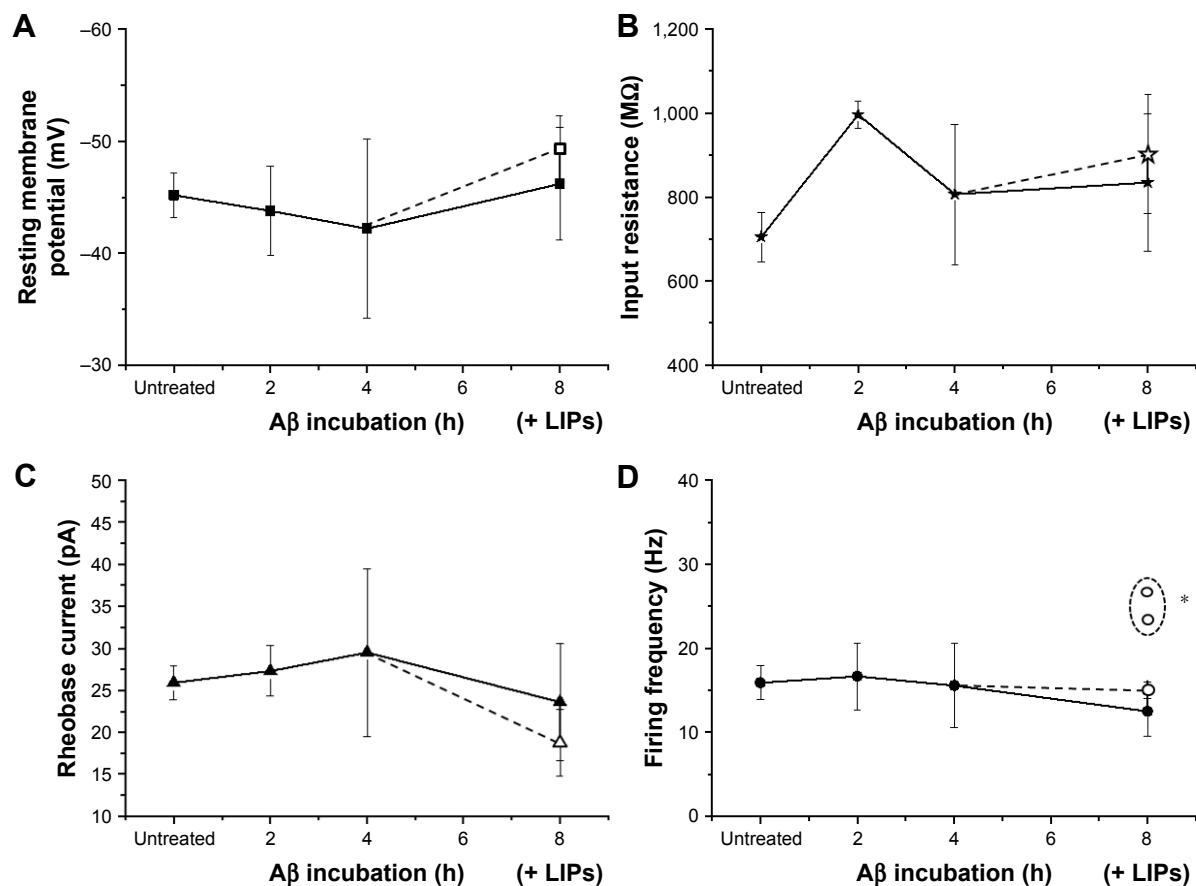 A
Resting membrane
potential (mV)
–60
–50
–40
–30
Untreated 2 4 6 8
Aβ incubation (h) (+ LIPs)
B
Input resistance (MΩ)
1,200
1,000
800
600
400
Untreated 2 4 6 8
Aβ incubation (h) (+ LIPs)
C
Rheobase current (pA)
50
45
40
35
30
25
20
15
10
Untreated 2 4 6 8
Aβ incubation (h) (+ LIPs)
D
Firing frequency (Hz)
40
30
20
10
0
*
Untreated 2 4 6 8
Aβ incubation (h) (+ LIPs)